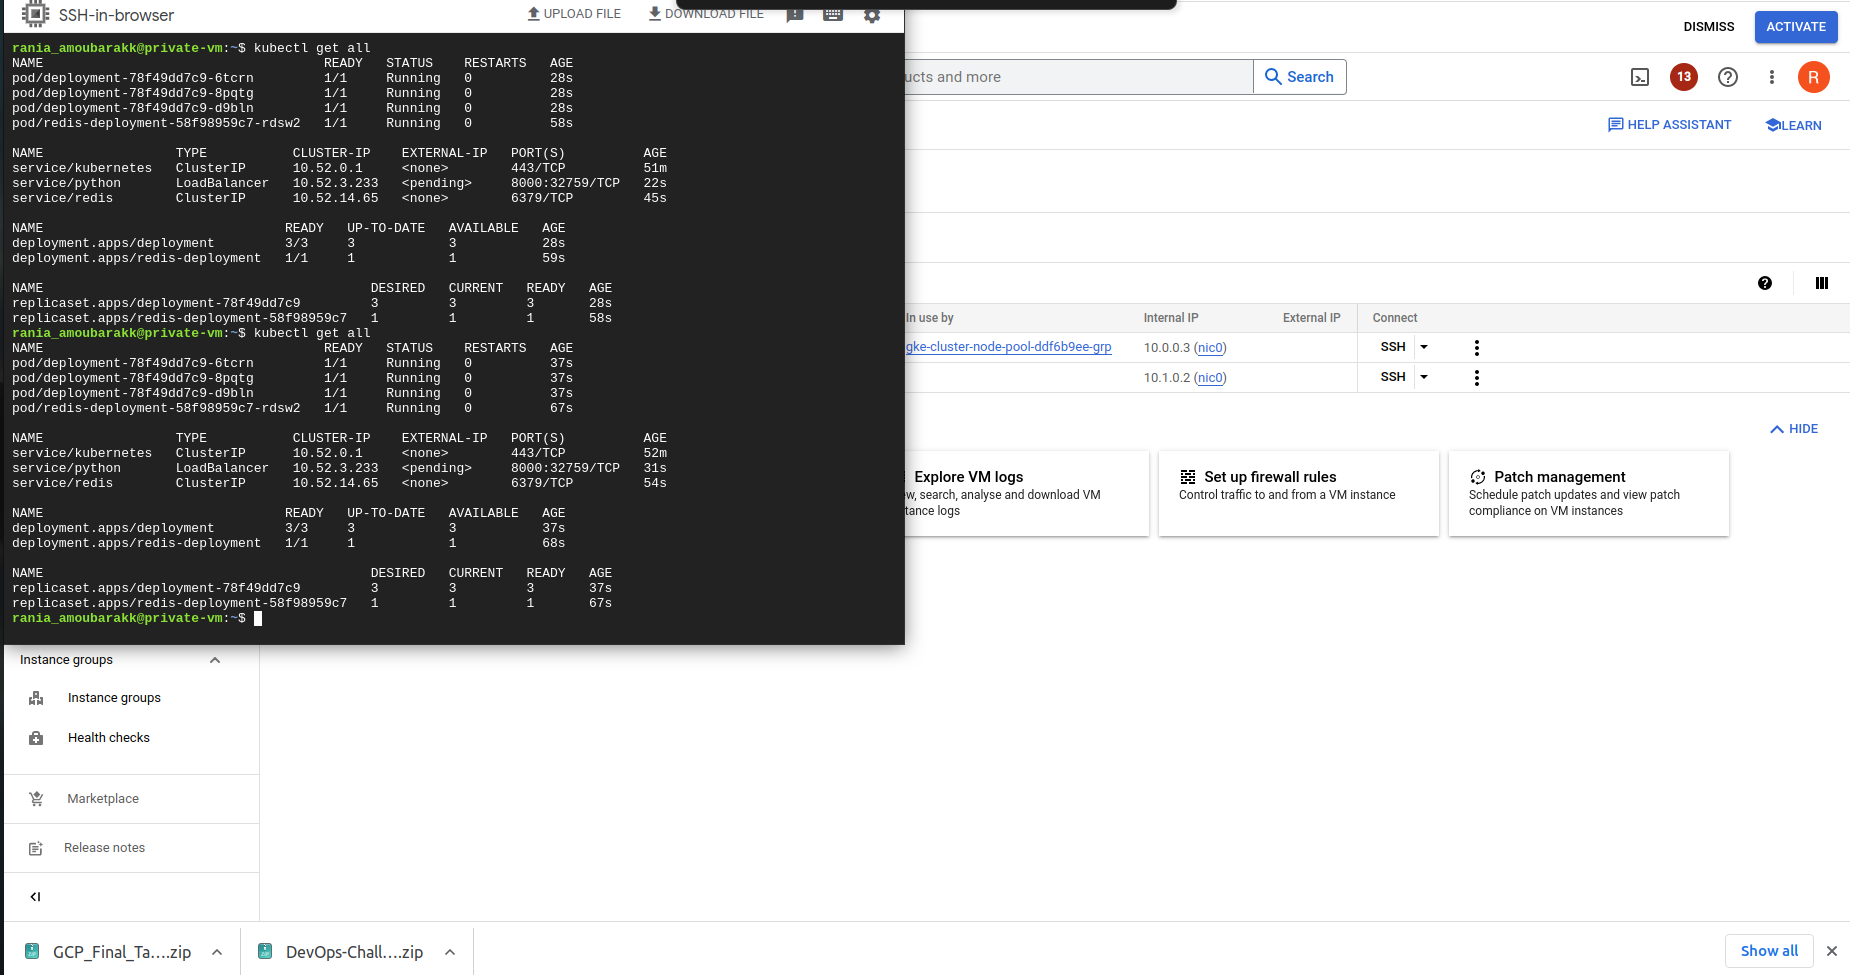 SSH-in-browser
UPLOAD FILE
DOWNLOAD FILE
rania_amoubarakk@private-vm:~$ kubectl get all
NAME READY STATUS RESTARTS AGE
pod/deployment-78f49dd7c9-6tcrn 1/1 Running 0 28s
pod/deployment-78f49dd7c9-8pqtg 1/1 Running 0 28s
pod/deployment-78f49dd7c9-d9bln 1/1 Running 0 28s
pod/redis-deployment-58f98959c7-rdsw2 1/1 Running 0 58s
NAME TYPE CLUSTER-IP EXTERNAL-IP PORT(S) AGE
service/kubernetes ClusterIP 10.52.0.1 <none> 443/TCP 51m
service/python LoadBalancer 10.52.3.233 <pending> 8000:32759/TCP 22s
service/redis ClusterIP 10.52.14.65 <none> 6379/TCP 45s
NAME READY UP-TO-DATE AVAILABLE AGE
deployment.apps/deployment 3/3 3 3 28s
deployment.apps/redis-deployment 1/1 1 1 59s
NAME DESIRED CURRENT READY AGE
replicaset.apps/deployment-78f49dd7c9 3 3 3 28s
replicaset.apps/redis-deployment-58f98959c7 1 1 1 58s
rania_amoubarakk@private-vm:~$ kubectl get all
NAME READY STATUS RESTARTS AGE
pod/deployment-78f49dd7c9-6tcrn 1/1 Running 0 37s
pod/deployment-78f49dd7c9-8pqtg 1/1 Running 0 37s
pod/deployment-78f49dd7c9-d9bln 1/1 Running 0 37s
pod/redis-deployment-58f98959c7-rdsw2 1/1 Running 0 67s
NAME TYPE CLUSTER-IP EXTERNAL-IP PORT(S) AGE
service/kubernetes ClusterIP 10.52.0.1 <none> 443/TCP 52m
service/python LoadBalancer 10.52.3.233 <pending> 8000:32759/TCP 31s
service/redis ClusterIP 10.52.14.65 <none> 6379/TCP 54s
NAME READY UP-TO-DATE AVAILABLE AGE
deployment.apps/deployment 3/3 3 3 37s
deployment.apps/redis-deployment 1/1 1 1 68s
NAME DESIRED CURRENT READY AGE
replicaset.apps/deployment-78f49dd7c9 3 3 3 37s
replicaset.apps/redis-deployment-58f98959c7 1 1 1 67s
rania_amoubarakk@private-vm:~$
DISMISS
ACTIVATE
ucts and more
Search
13
R
HELP ASSISTANT
LEARN
In use by Internal IP External IP Connect
gke-cluster-node-pool-ddf6b9ee-grp 10.0.0.3 (nic0) SSH
10.1.0.2 (nic0) SSH
HIDE
Explore VM logs
ew, search, analyse and download VM
tance logs
Set up firewall rules
Control traffic to and from a VM instance
Patch management
Schedule patch updates and view patch
compliance on VM instances
Instance groups
Instance groups
Health checks
Marketplace
Release notes
GCP_Final_Ta....zip
DevOps-Chall....zip
Show all